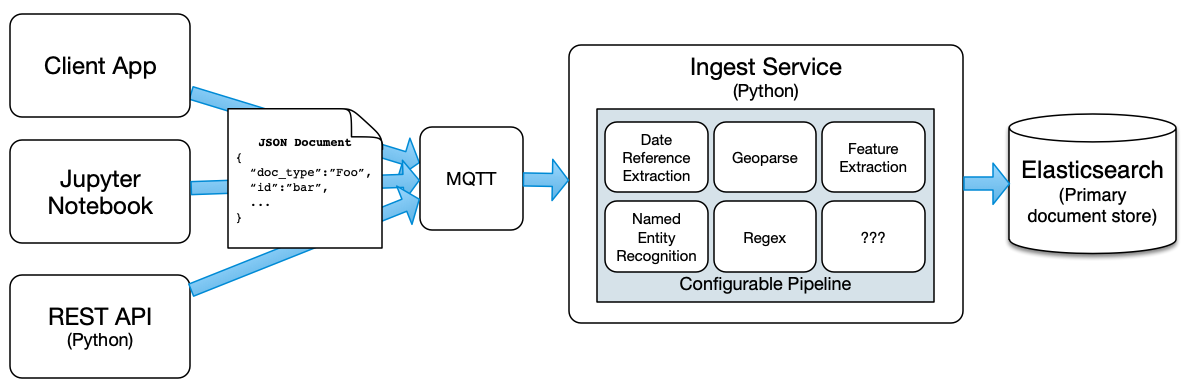 Client App
Jupyter
Notebook
REST API
(Python)
JSON Document
{
“doc_type”:”Foo”,
“id”:”bar”,
...
}
MQTT
Ingest Service
(Python)
Date
Reference
Extraction
Geoparse
Feature
Extraction
Named
Entity
Recognition
Regex
???
Configurable Pipeline
Elasticsearch
(Primary
document store)